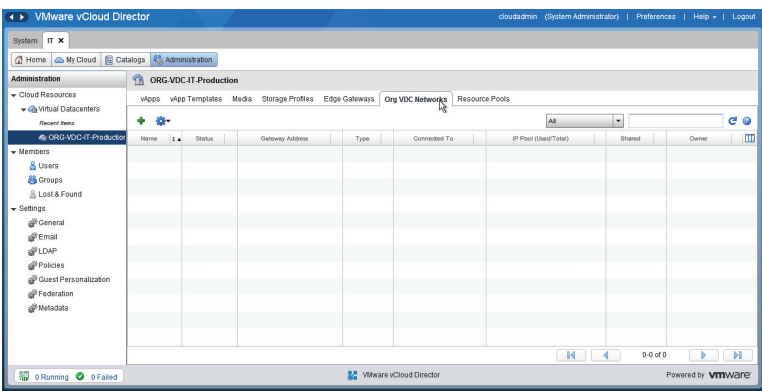 VMware vCloud Director
cloudadmin (System Administrator) | Preferences | Help | Logout
System IT
Home My Cloud Catalogs Administration
Administration
ORG-VDC-IT-Production
Cloud Resources
vApps vApp Templates Media Storage Profiles Edge Gateways Org VDC Networks Resource Pools
Virtual Datacenters
Recent Items
All
ORG-VDC-IT-Production
Name 1 Status Gateway Address Type Connected To IP Pool (Used/Total) Shared Owner
Members
Users
Groups
Lost & Found
Settings
General
Email
LDAP
Policies
Guest Personalization
Federation
Metadata
0-0 of 0
0 Running 0 Failed
VMware vCloud Director
Powered by vmware